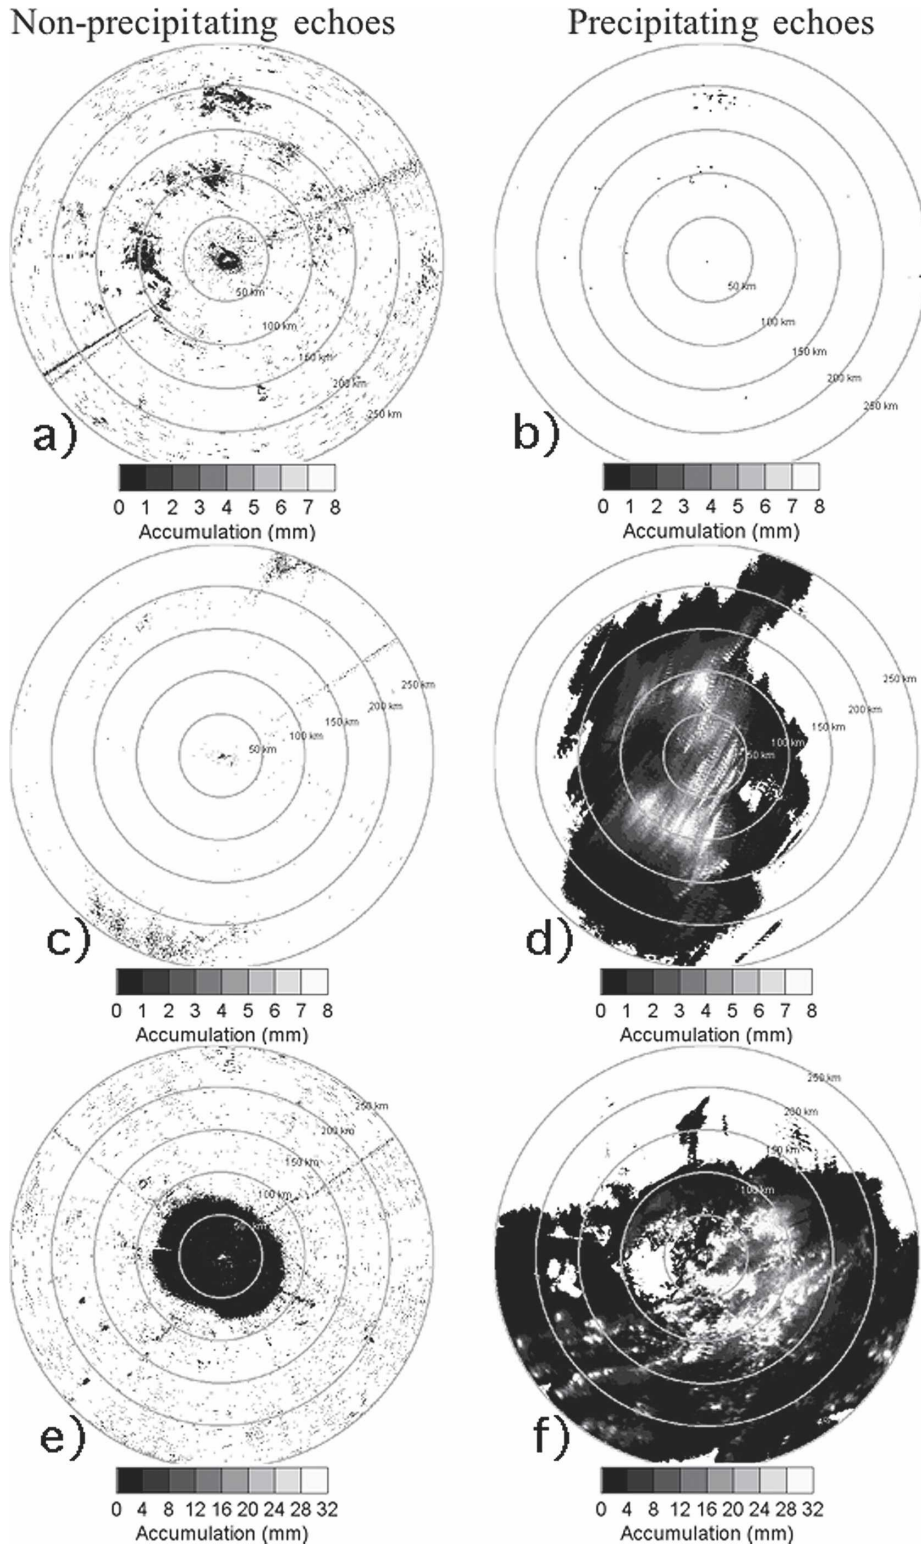 Non-precipitating echoes
Precipitating echoes
50 km
100 km
150 km
200 km
250 km
a)
0 1 2 3 4 5 6 7 8
Accumulation (mm)
50 km
100 km
150 km
200 km
250 km
b)
0 1 2 3 4 5 6 7 8
Accumulation (mm)
250 km
200 km
150 km
100 km
50 km
c)
0 1 2 3 4 5 6 7 8
Accumulation (mm)
250 km
200 km
150 km
100 km
50 km
d)
0 1 2 3 4 5 6 7 8
Accumulation (mm)
250 km
200 km
150 km
100 km
e)
0 4 8 12 16 20 24 28 32
Accumulation (mm)
250 km
200 km
150 km
100 km
f)
0 4 8 12 16 20 24 28 32
Accumulation (mm)